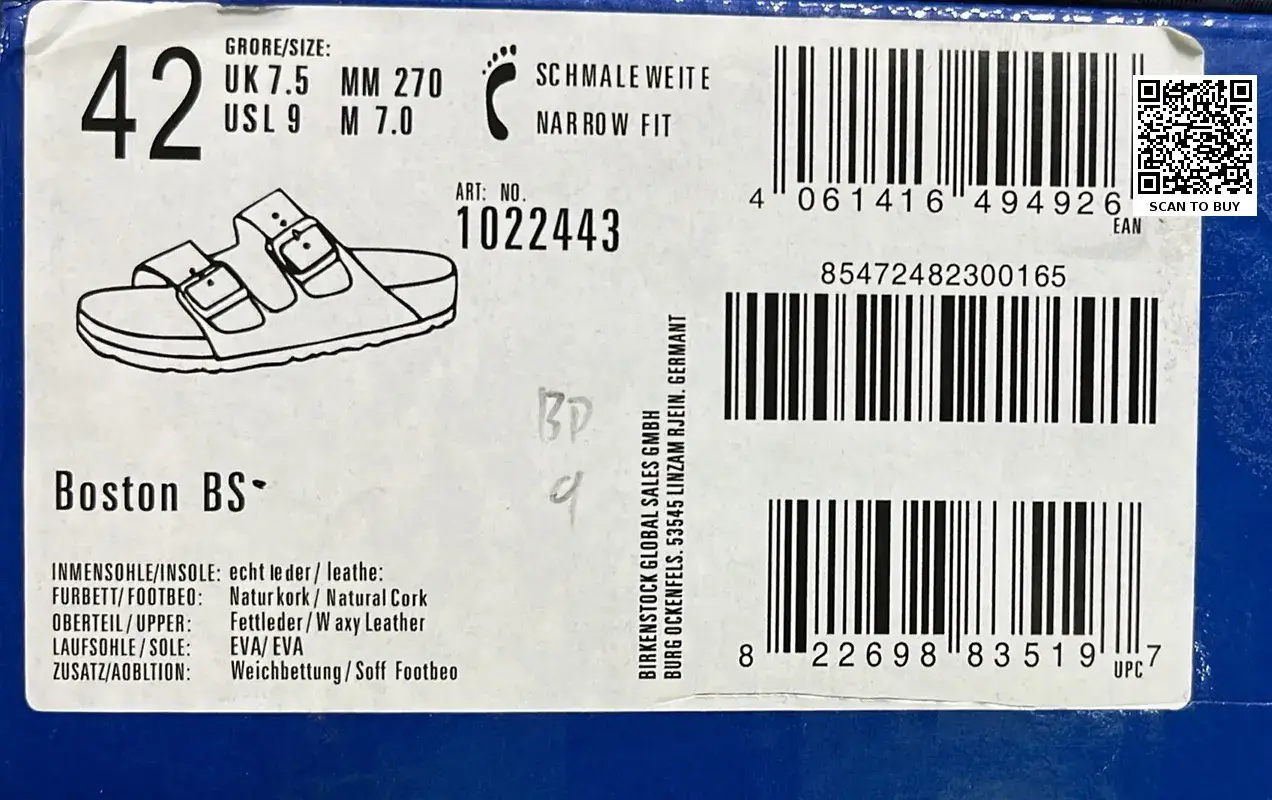 42
GRORE/SIZE:
UK 7.5 MM 270
USL 9 M 7.0
SCHMALE WEITE
NARROW FIT
ART: NO.
1022443
4 061416 494926
EAN
SCAN TO BUY
85472482300165
BD
9
Boston BS
INMENSOHLE/INSOLE: echt leder / leathe:
FURBETT/FOOTBEO: Naturkork / Natural Cork
OBERTEIL/UPPER: Fettleder / Waxy Leather
LAUFSOHLE/SOLE: EVA/ EVA
ZUSATZ/AOBLTION: Weichbettung / Soff Footbeo
BIRKENSTOCK GLOBAL SALES GMBH
BURG OCKENFELS. 53545 LINZAM RJEIN. GERMANT
8 22698 83519 7
UPC